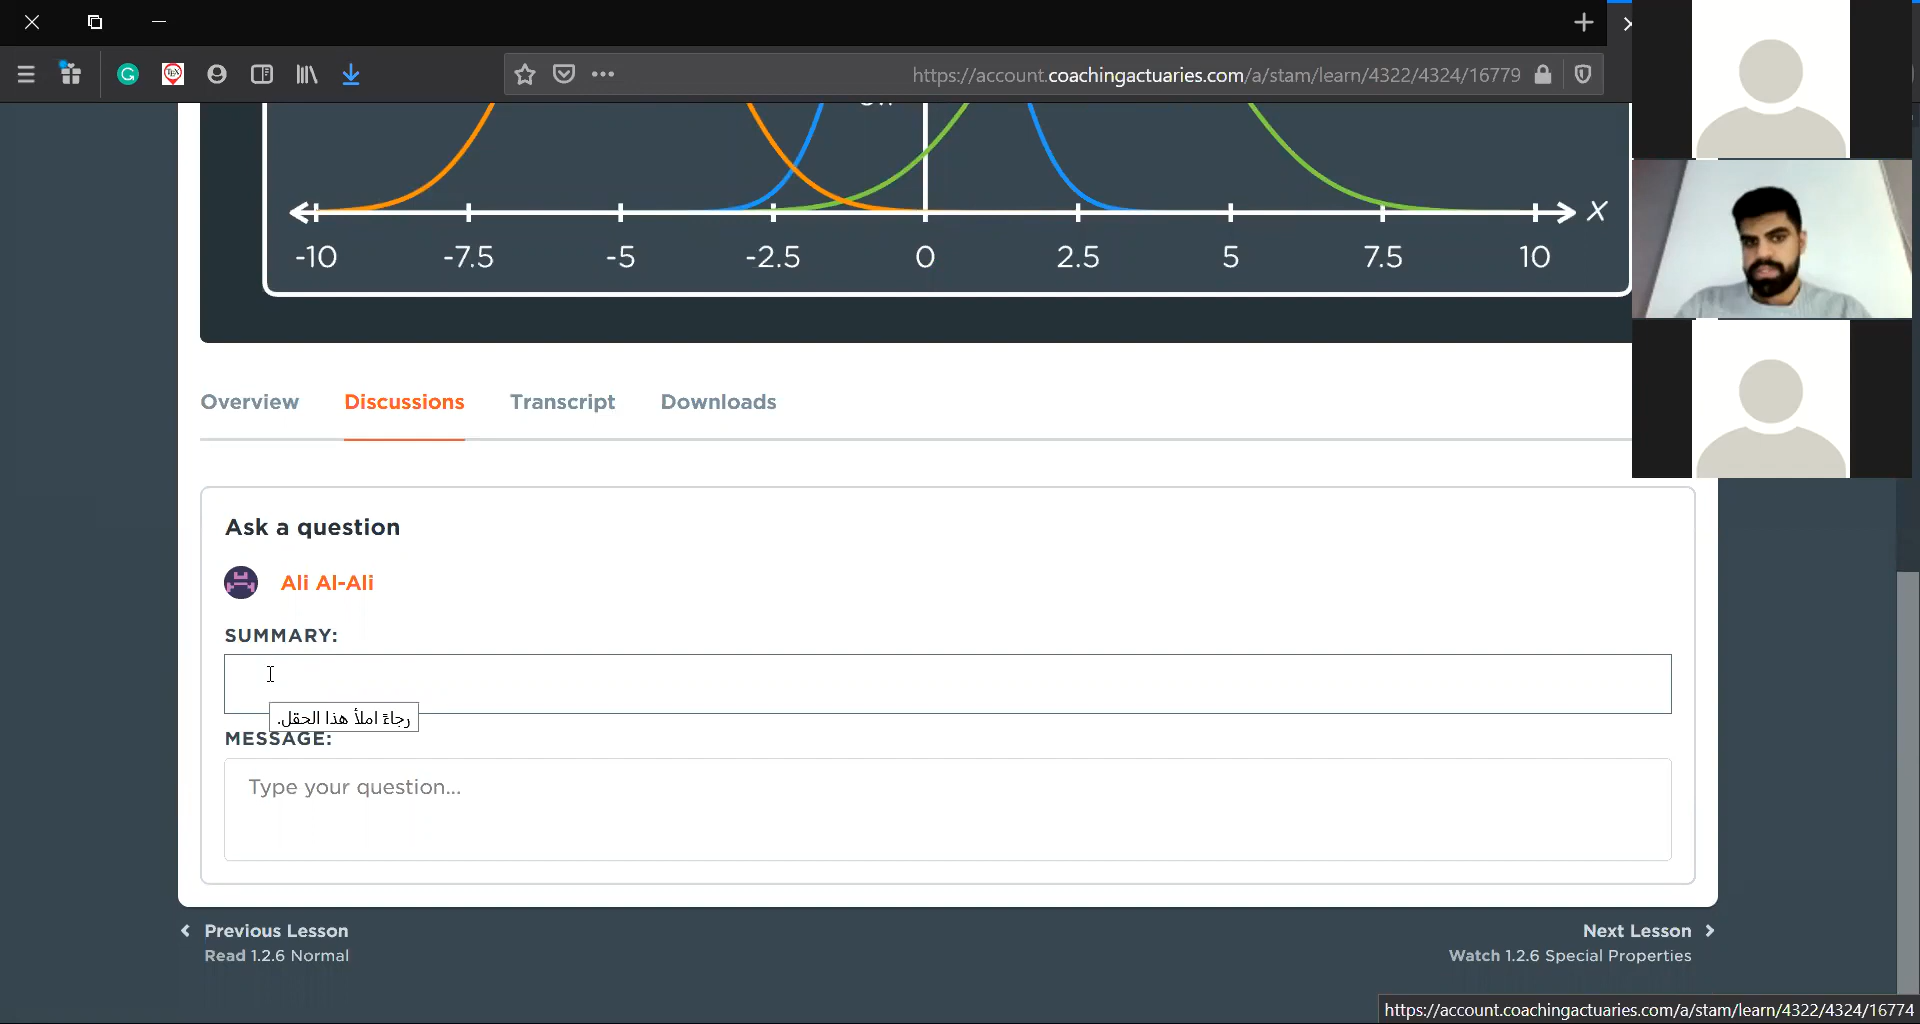 https://account.coachingactuaries.com/a/stam/learn/4322/4324/16779
X
-10 -7.5 -5 -2.5 0 2.5 5 7.5 10
Overview Discussions Transcript Downloads
Ask a question
Ali Al-Ali
SUMMARY:
رجاءً املأ هذا الحقل.
MESSAGE:
Type your question...
Previous Lesson
Read 1.2.6 Normal
Next Lesson
Watch 1.2.6 Special Properties
https://account.coachingactuaries.com/a/stam/learn/4322/4324/16774